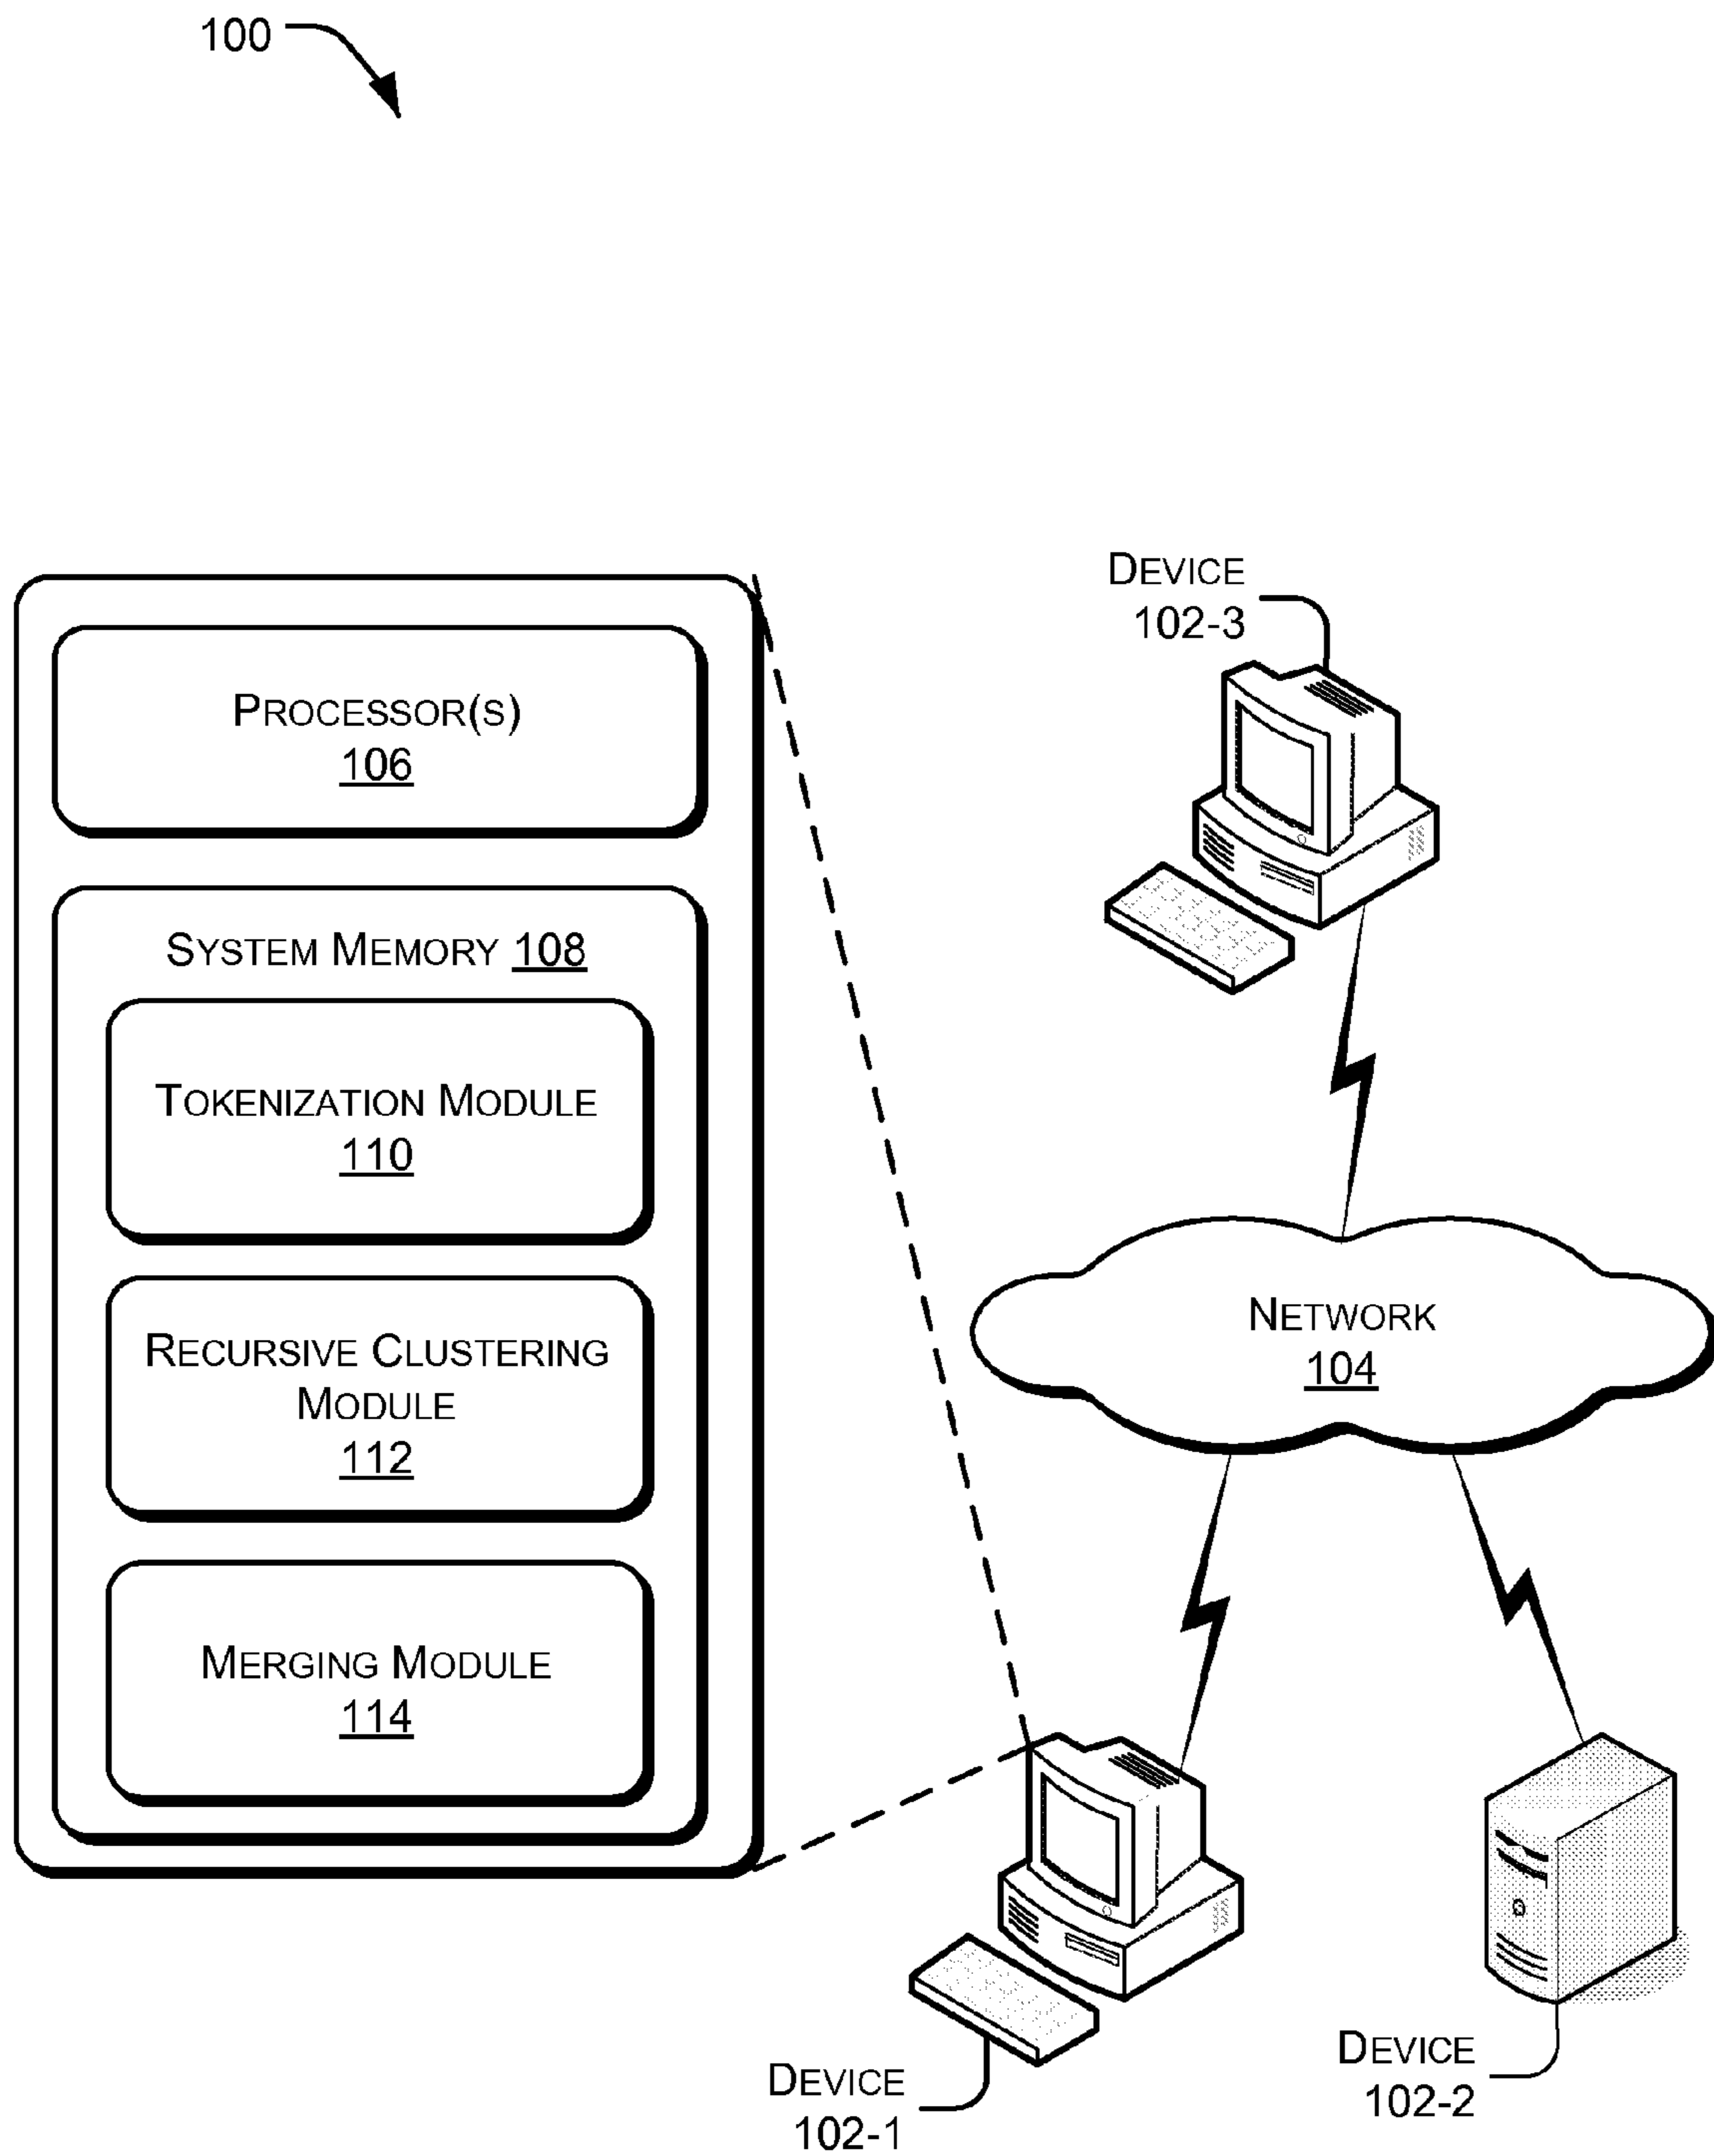 100
DEVICE
102-3
PROCESSOR(S)
106
SYSTEM MEMORY 108
TOKENIZATION MODULE
110
NETWORK
104
RECURSIVE CLUSTERING
MODULE
112
MERGING MODULE
114
DEVICE
102-1
DEVICE
102-2